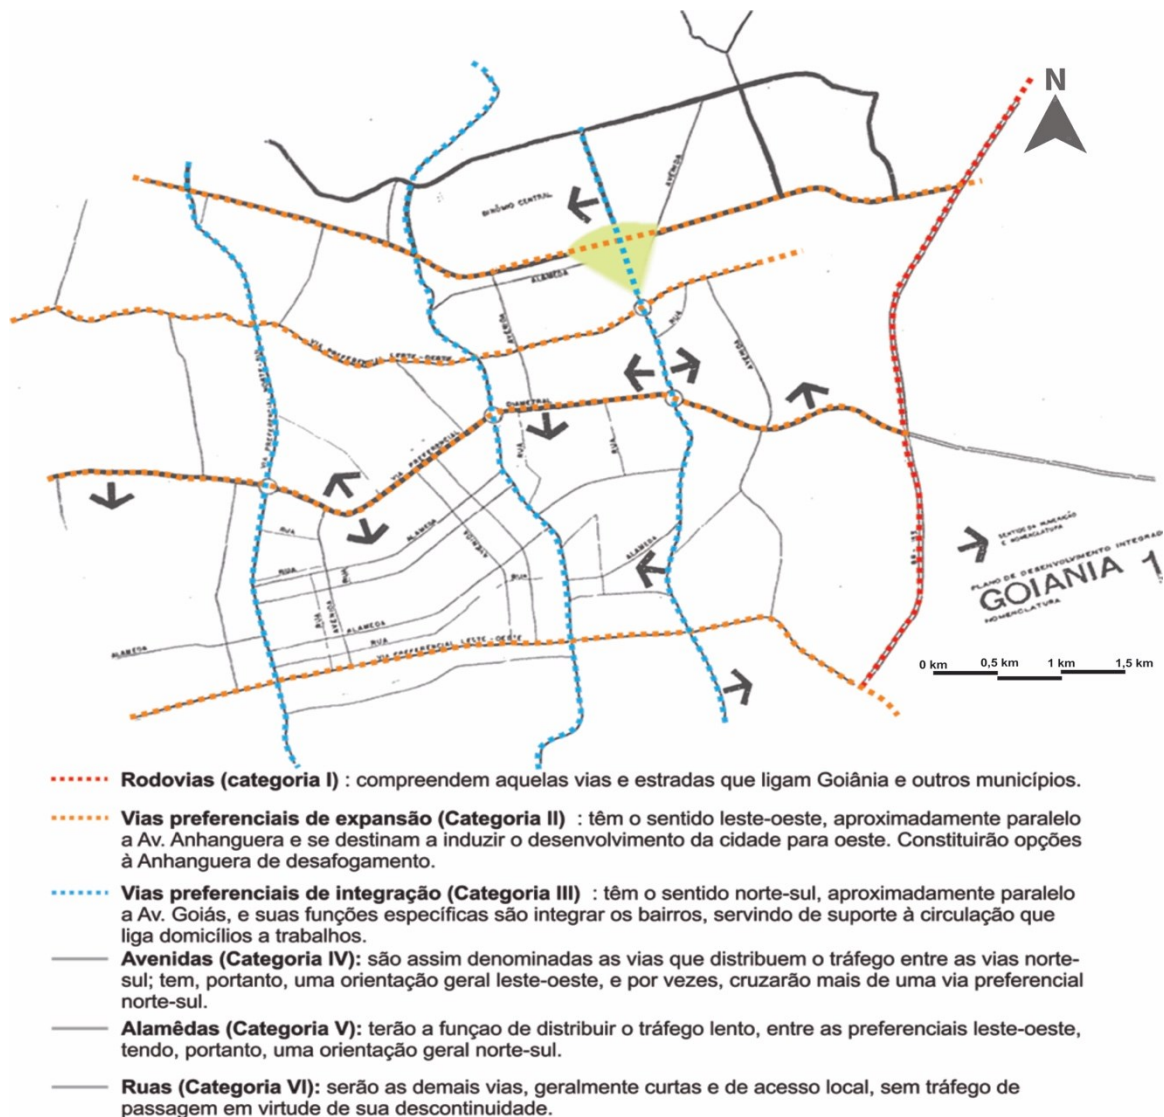 N
BINÔMIO CENTRAL
AVENIDA
ALAMEDA
AVENIDA
RUA
VIA PREFERENCIAL LESTE-OESTE
AVENIDA
VIA PREFERENCIAL NORTE-SUL
DIAMETRAL
VIA PREFERENCIAL
RUA
RUA
ALAMEDA
AVENIDA
ALAMEDA
RUA
RUA
RUA
RUA
RUA
AVENIDA
ALAMEDA
RUA
ALAMEDA
VIA PREFERENCIAL LESTE-OESTE
SENTIDO DA NUMERAÇÃO
E NOMENCLATURA
PLANO DE DESENVOLVIMENTO INTEGRAD
GOIANIA 1
NOMENCLATURA
0 km 0,5 km 1 km 1,5 km
Rodovias (categoria I) : compreendem aquelas vias e estradas que ligam Goiânia e outros municípios.
Vias preferenciais de expansão (Categoria II) : têm o sentido leste-oeste, aproximadamente paralelo
a Av. Anhanguera e se destinam a induzir o desenvolvimento da cidade para oeste. Constituirão opções
à Anhanguera de desafogamento.
Vias preferenciais de integração (Categoria III) : têm o sentido norte-sul, aproximadamente paralelo
a Av. Goiás, e suas funções específicas são integrar os bairros, servindo de suporte à circulação que
liga domicílios a trabalhos.
Avenidas (Categoria IV): são assim denominadas as vias que distribuem o tráfego entre as vias norte-
sul; tem, portanto, uma orientação geral leste-oeste, e por vezes, cruzarão mais de uma via preferencial
norte-sul.
Alamêdas (Categoria V): terão a funçao de distribuir o tráfego lento, entre as preferenciais leste-oeste,
tendo, portanto, uma orientação geral norte-sul.
Ruas (Categoria VI): serão as demais vias, geralmente curtas e de acesso local, sem tráfego de
passagem em virtude de sua descontinuidade.